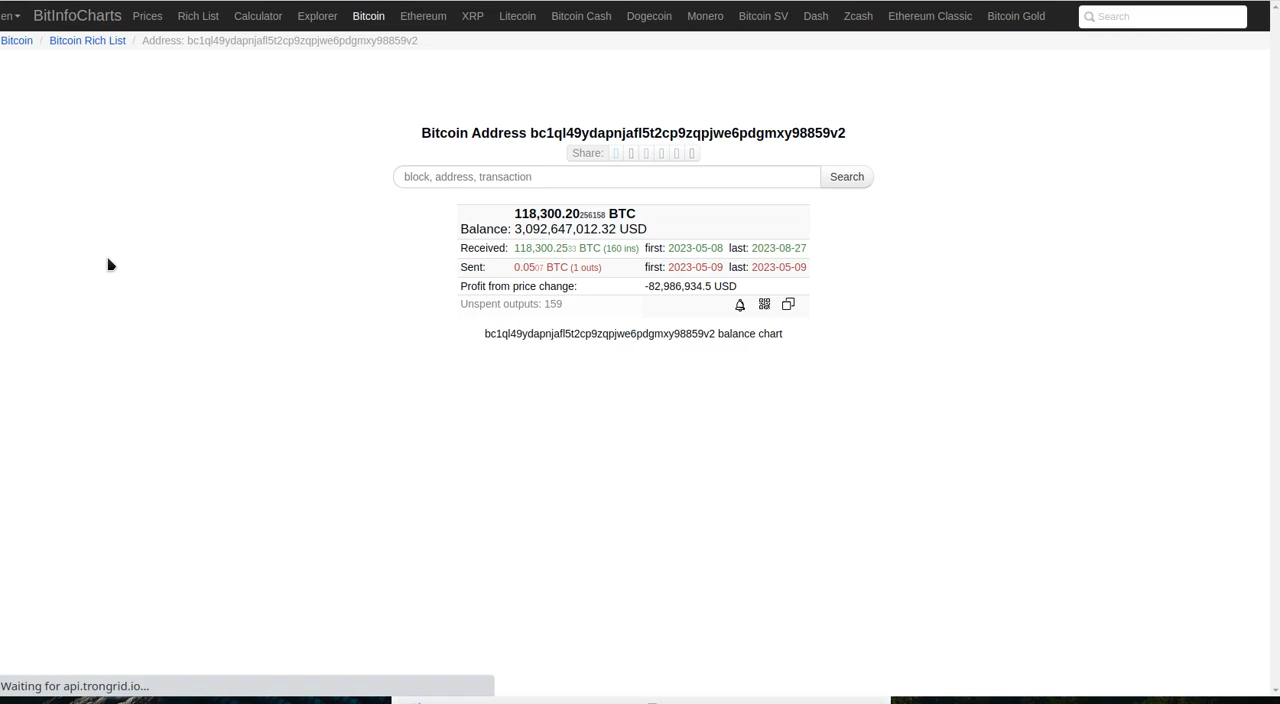 en BitInfoCharts Prices Rich List Calculator Explorer Bitcoin Ethereum XRP Litecoin Bitcoin Cash Dogecoin Monero Bitcoin SV Dash Zcash Ethereum Classic Bitcoin Gold Search
Bitcoin / Bitcoin Rich List / Address: bc1ql49ydapnjafl5t2cp9zqpjwe6pdgmxy98859v2
Bitcoin Address bc1ql49ydapnjafl5t2cp9zqpjwe6pdgmxy98859v2
Share:
block, address, transaction Search
118,300.20256158 BTC
Balance: 3,092,647,012.32 USD
Received: 118,300.2533 BTC (160 ins) first: 2023-05-08 last: 2023-08-27
Sent: 0.0507 BTC (1 outs) first: 2023-05-09 last: 2023-05-09
Profit from price change: -82,986,934.5 USD
Unspent outputs: 159
bc1ql49ydapnjafl5t2cp9zqpjwe6pdgmxy98859v2 balance chart
Waiting for api.trongrid.io...